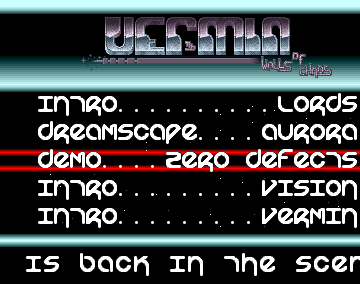 VERMIN
WALLS OF CHAOS
INTRO.......... LORDS
DREAMSCAPE.... AURORA
DEMO.... ZERO DEFECTS
INTRO......... VISION
INTRO......... VERMIN
IS BACK IN THE SCEN